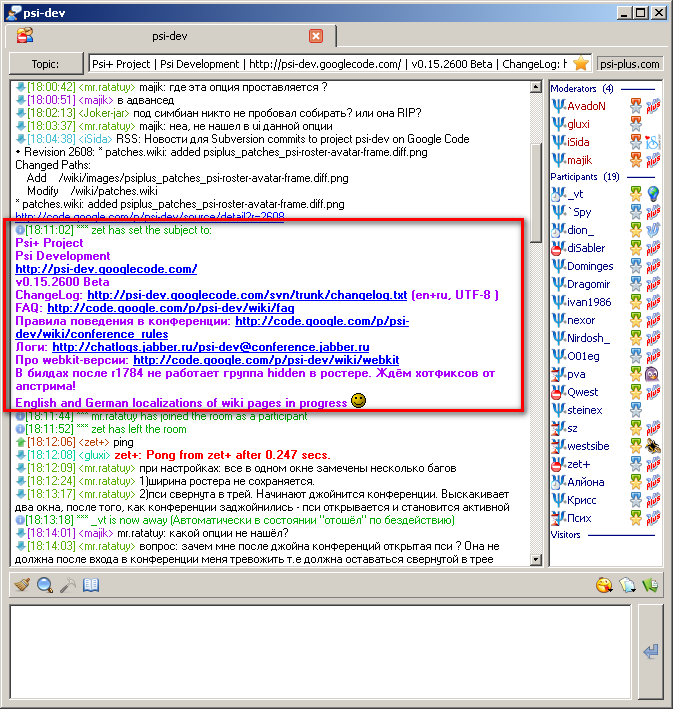 psi-dev
psi-dev
Topic:
Psi+ Project | Psi Development | http://psi-dev.googlecode.com/ | v0.15.2600 Beta | ChangeLog: h
psi-plus.com
[18:00:42] <mr.ratatuy> majik: где эта опция проставляется ?
[18:00:51] <majik> в адвансед
[18:02:13] <Joker-jar> под симбиан никто не пробовал собирать? или она RIP?
[18:03:37] <mr.ratatuy> majik: неа, не нашел в ui данной опции
[18:04:38] <iSida> RSS: Новости для Subversion commits to project psi-dev on Google Code
• Revision 2608: * patches.wiki: added psiplus_patches_psi-roster-avatar-frame.diff.png
Changed Paths:
Add /wiki/images/psiplus_patches_psi-roster-avatar-frame.diff.png
Modify /wiki/patches.wiki
* patches.wiki: added psiplus_patches_psi-roster-avatar-frame.diff.png
http://code.google.com/p/psi-dev/source/detail?r=2608
[18:11:02] *** zet has set the subject to:
Psi+ Project
Psi Development
http://psi-dev.googlecode.com/
v0.15.2600 Beta
ChangeLog: http://psi-dev.googlecode.com/svn/trunk/changelog.txt (en+ru, UTF-8 )
FAQ: http://code.google.com/p/psi-dev/wiki/faq
Правила поведения в конференции: http://code.google.com/p/psi-
dev/wiki/conference_rules
Логи: http://chatlogs.jabber.ru/psi-dev@conference.jabber.ru
Про webkit-версии: http://code.google.com/p/psi-dev/wiki/webkit
В билдах после r1784 не работает группа hidden в ростере. Ждём хотфиксов от
апстрима!
English and German localizations of wiki pages in progress
[18:11:44] *** mr.ratatuy has joined the room as a participant
[18:11:52] *** zet has left the room
[18:12:06] <zet+> ping
[18:12:08] <gluxi> zet+: Pong from zet+ after 0.247 secs.
[18:12:09] <mr.ratatuy> при настройках: все в одном окне замечены несколько багов
[18:12:24] <mr.ratatuy> 1)ширина ростера не сохраняется.
[18:13:17] <mr.ratatuy> 2)пси свернута в трей. Начинают джойнится конференции. Выскакивает
два окна, после того, как конференции заджойнились - пси открывается и становится активной
[18:13:18] *** _vt is now away (Автоматически в состоянии "отошёл" по бездействию)
[18:14:01] <majik> mr.ratatuy: какой опции не нашёл?
[18:14:03] <mr.ratatuy> вопрос: зачем мне после джойна конференций открытая пси ? Она не
должна после входа в конференции меня тревожить т.е должна оставаться свернутой в трее
Moderators (4)
AvadoN
gluxi
iSida
majik
Participants (19)
_vt
`Spy
dion_
diSabler
Dominges
Dragomir
ivan1986
nexor
Nirdosh_
O01eg
pva
Qwest
steinex
sz
westsibe
zet+
Алйона
Крисс
Псих
Visitors